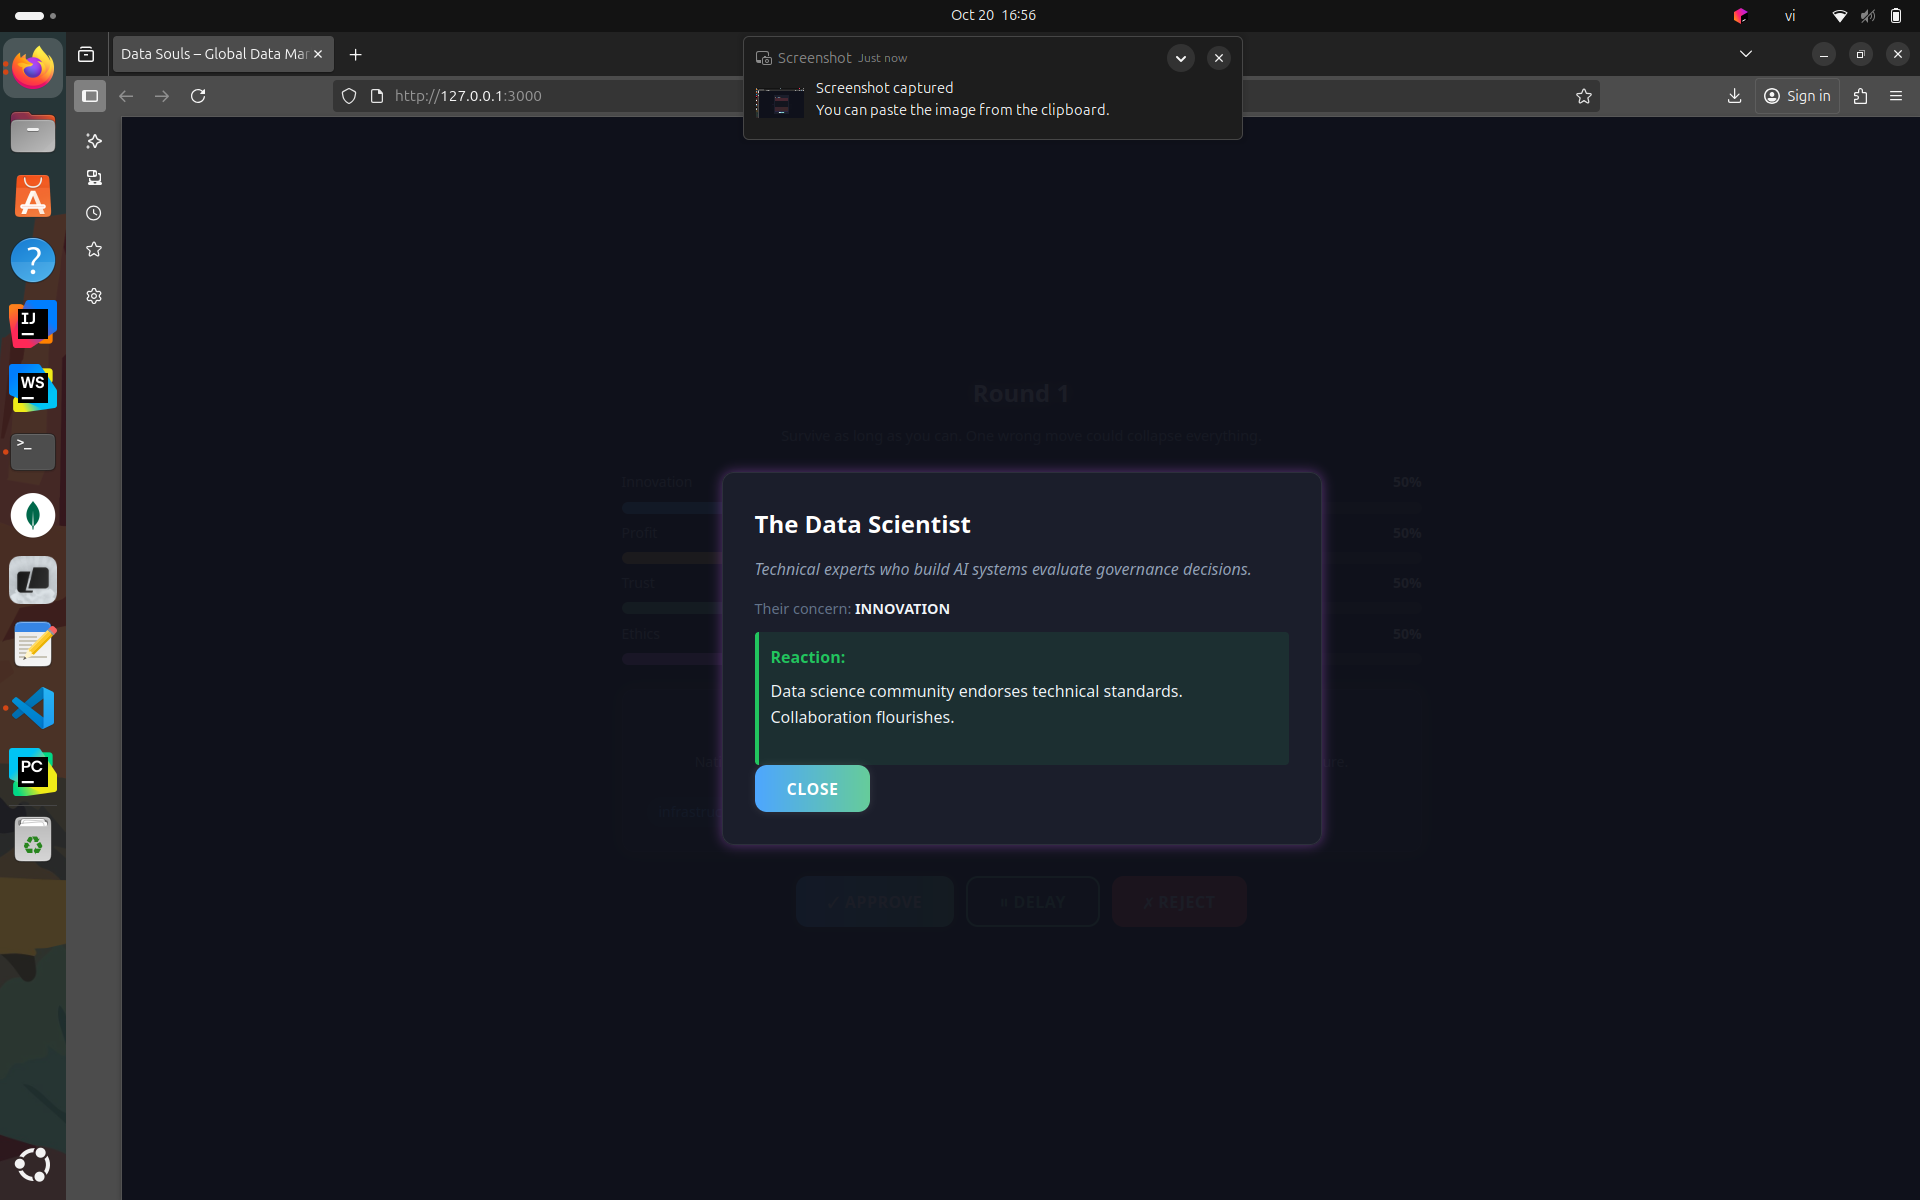 Oct 20 16:56
vi
Data Souls – Global Data Mar
Screenshot Just now
Screenshot captured
You can paste the image from the clipboard.
http://127.0.0.1:3000
Sign in
Round 1
Survive as long as you can. One wrong move could collapse everything.
Innovation 50%
Profit 50%
Trust 50%
Ethics 50%
The Data Scientist
Technical experts who build AI systems evaluate governance decisions.
Their concern: INNOVATION
Reaction:
Data science community endorses technical standards.
Collaboration flourishes.
CLOSE
✓ APPROVE
⏸ DELAY
✗ REJECT
IJ
WS
>_
PC